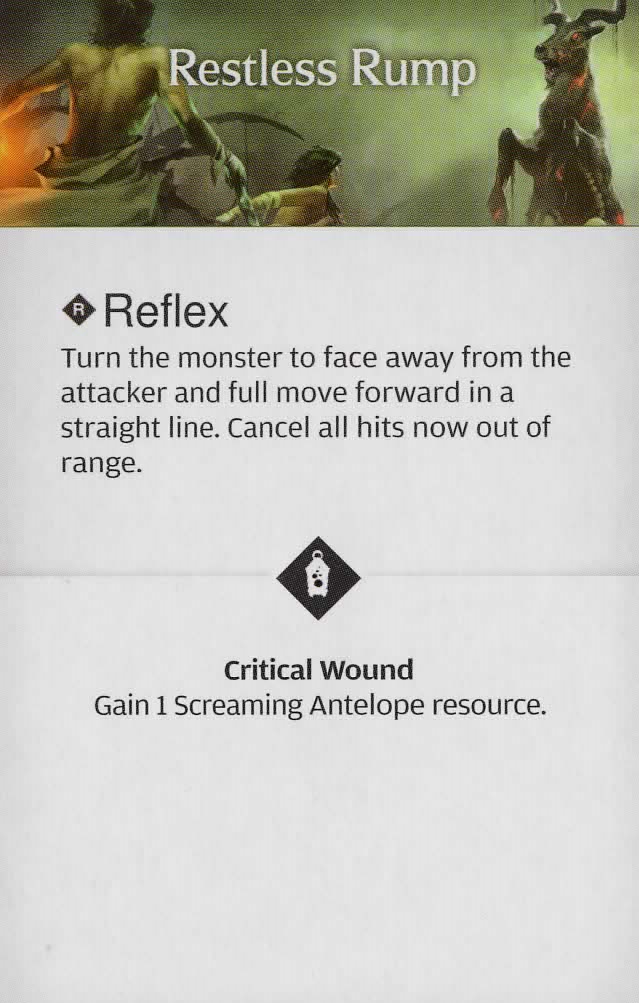 Restless Rump
R Reflex
Turn the monster to face away from the
attacker and full move forward in a
straight line. Cancel all hits now out of
range.
Critical Wound
Gain 1 Screaming Antelope resource.